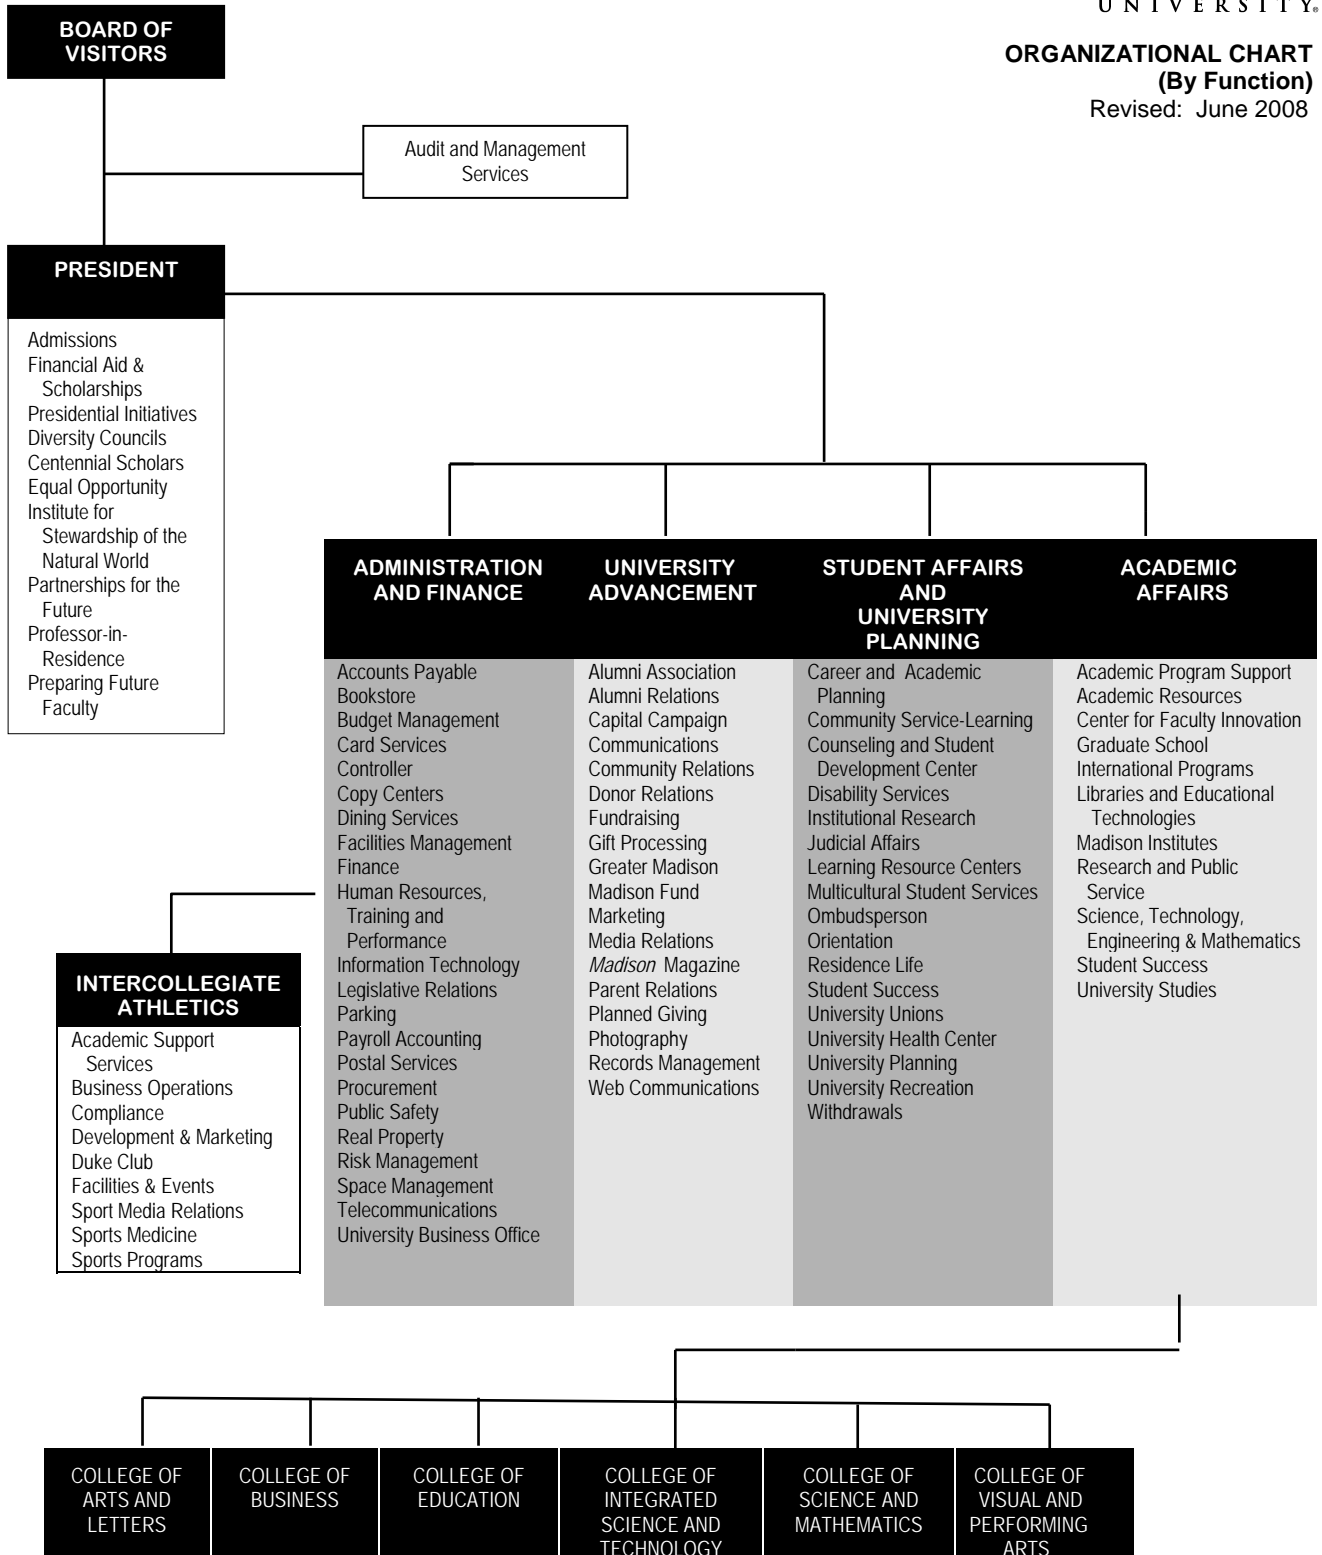 UNIVERSITY®
ORGANIZATIONAL CHART
(By Function)
Revised: June 2008
BOARD OF
VISITORS
Audit and Management
Services
PRESIDENT
Admissions
Financial Aid &
Scholarships
Presidential Initiatives
Diversity Councils
Centennial Scholars
Equal Opportunity
Institute for
Stewardship of the
Natural World
Partnerships for the
Future
Professor-in-
Residence
Preparing Future
Faculty
ADMINISTRATION
AND FINANCE
Accounts Payable
Bookstore
Budget Management
Card Services
Controller
Copy Centers
Dining Services
Facilities Management
Finance
Human Resources,
Training and
Performance
Information Technology
Legislative Relations
Parking
Payroll Accounting
Postal Services
Procurement
Public Safety
Real Property
Risk Management
Space Management
Telecommunications
University Business Office
UNIVERSITY
ADVANCEMENT
Alumni Association
Alumni Relations
Capital Campaign
Communications
Community Relations
Donor Relations
Fundraising
Gift Processing
Greater Madison
Madison Fund
Marketing
Media Relations
Madison Magazine
Parent Relations
Planned Giving
Photography
Records Management
Web Communications
STUDENT AFFAIRS
AND
UNIVERSITY
PLANNING
Career and Academic
Planning
Community Service-Learning
Counseling and Student
Development Center
Disability Services
Institutional Research
Judicial Affairs
Learning Resource Centers
Multicultural Student Services
Ombudsperson
Orientation
Residence Life
Student Success
University Unions
University Health Center
University Planning
University Recreation
Withdrawals
ACADEMIC
AFFAIRS
Academic Program Support
Academic Resources
Center for Faculty Innovation
Graduate School
International Programs
Libraries and Educational
Technologies
Madison Institutes
Research and Public
Service
Science, Technology,
Engineering & Mathematics
Student Success
University Studies
INTERCOLLEGIATE
ATHLETICS
Academic Support
Services
Business Operations
Compliance
Development & Marketing
Duke Club
Facilities & Events
Sport Media Relations
Sports Medicine
Sports Programs
COLLEGE OF
ARTS AND
LETTERS
COLLEGE OF
BUSINESS
COLLEGE OF
EDUCATION
COLLEGE OF
INTEGRATED
SCIENCE AND
TECHNOLOGY
COLLEGE OF
SCIENCE AND
MATHEMATICS
COLLEGE OF
VISUAL AND
PERFORMING
ARTS